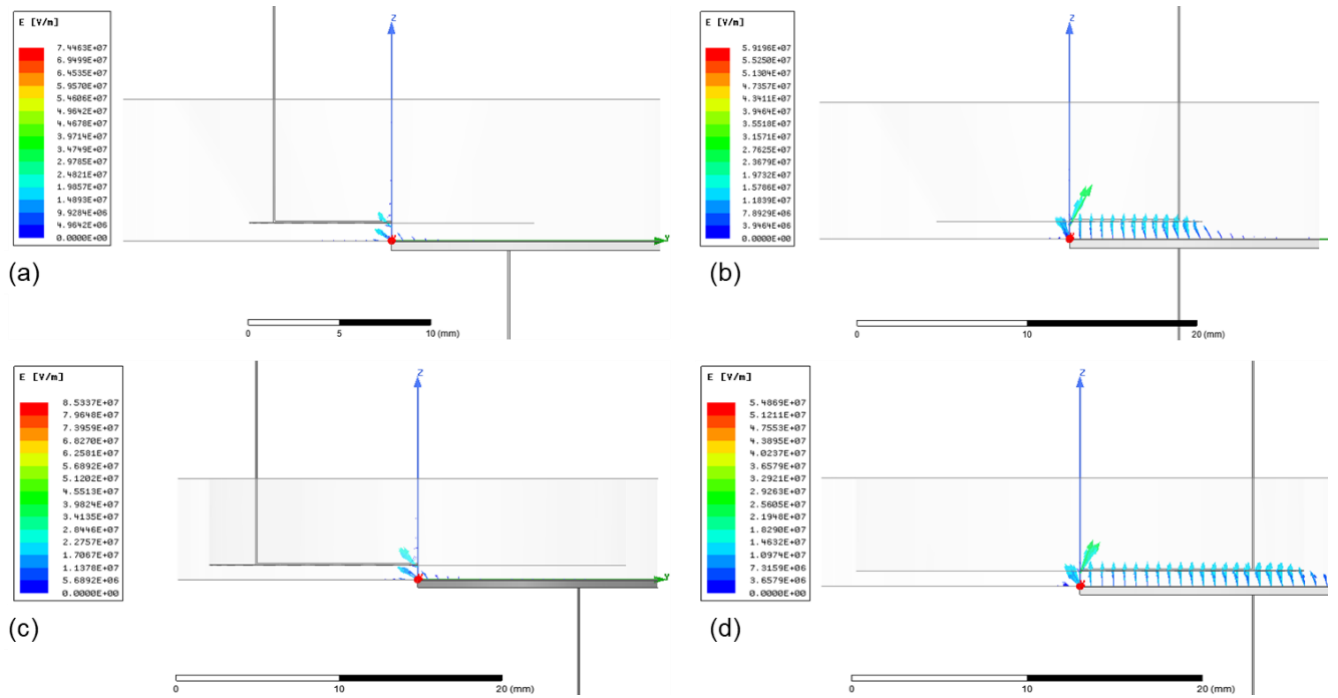 E [V/m]
7.4463E+07
6.9499E+07
6.4535E+07
5.9570E+07
5.4606E+07
4.9642E+07
4.4678E+07
3.9714E+07
3.4749E+07
2.9785E+07
2.4821E+07
1.9857E+07
1.4893E+07
9.9284E+06
4.9642E+06
0.0000E+00
Z
Y
(a)
0 5 10 (mm)
E [V/m]
5.9196E+07
5.5250E+07
5.1304E+07
4.7357E+07
4.3411E+07
3.9464E+07
3.5518E+07
3.1571E+07
2.7625E+07
2.3679E+07
1.9732E+07
1.5786E+07
1.1839E+07
7.8929E+06
3.9464E+06
0.0000E+00
Z
(b)
0 10 20 (mm)
E [V/m]
8.5337E+07
7.9648E+07
7.3959E+07
6.8270E+07
6.2581E+07
5.6892E+07
5.1202E+07
4.5513E+07
3.9824E+07
3.4135E+07
2.8446E+07
2.2757E+07
1.7067E+07
1.1378E+07
5.6892E+06
0.0000E+00
Z
Y
(c)
0 10 20 (mm)
E [V/m]
5.4869E+07
5.1211E+07
4.7553E+07
4.3895E+07
4.0237E+07
3.6579E+07
3.2921E+07
2.9263E+07
2.5605E+07
2.1948E+07
1.8290E+07
1.4632E+07
1.0974E+07
7.3159E+06
3.6579E+06
0.0000E+00
Z
(d)
0 10 20 (mm)